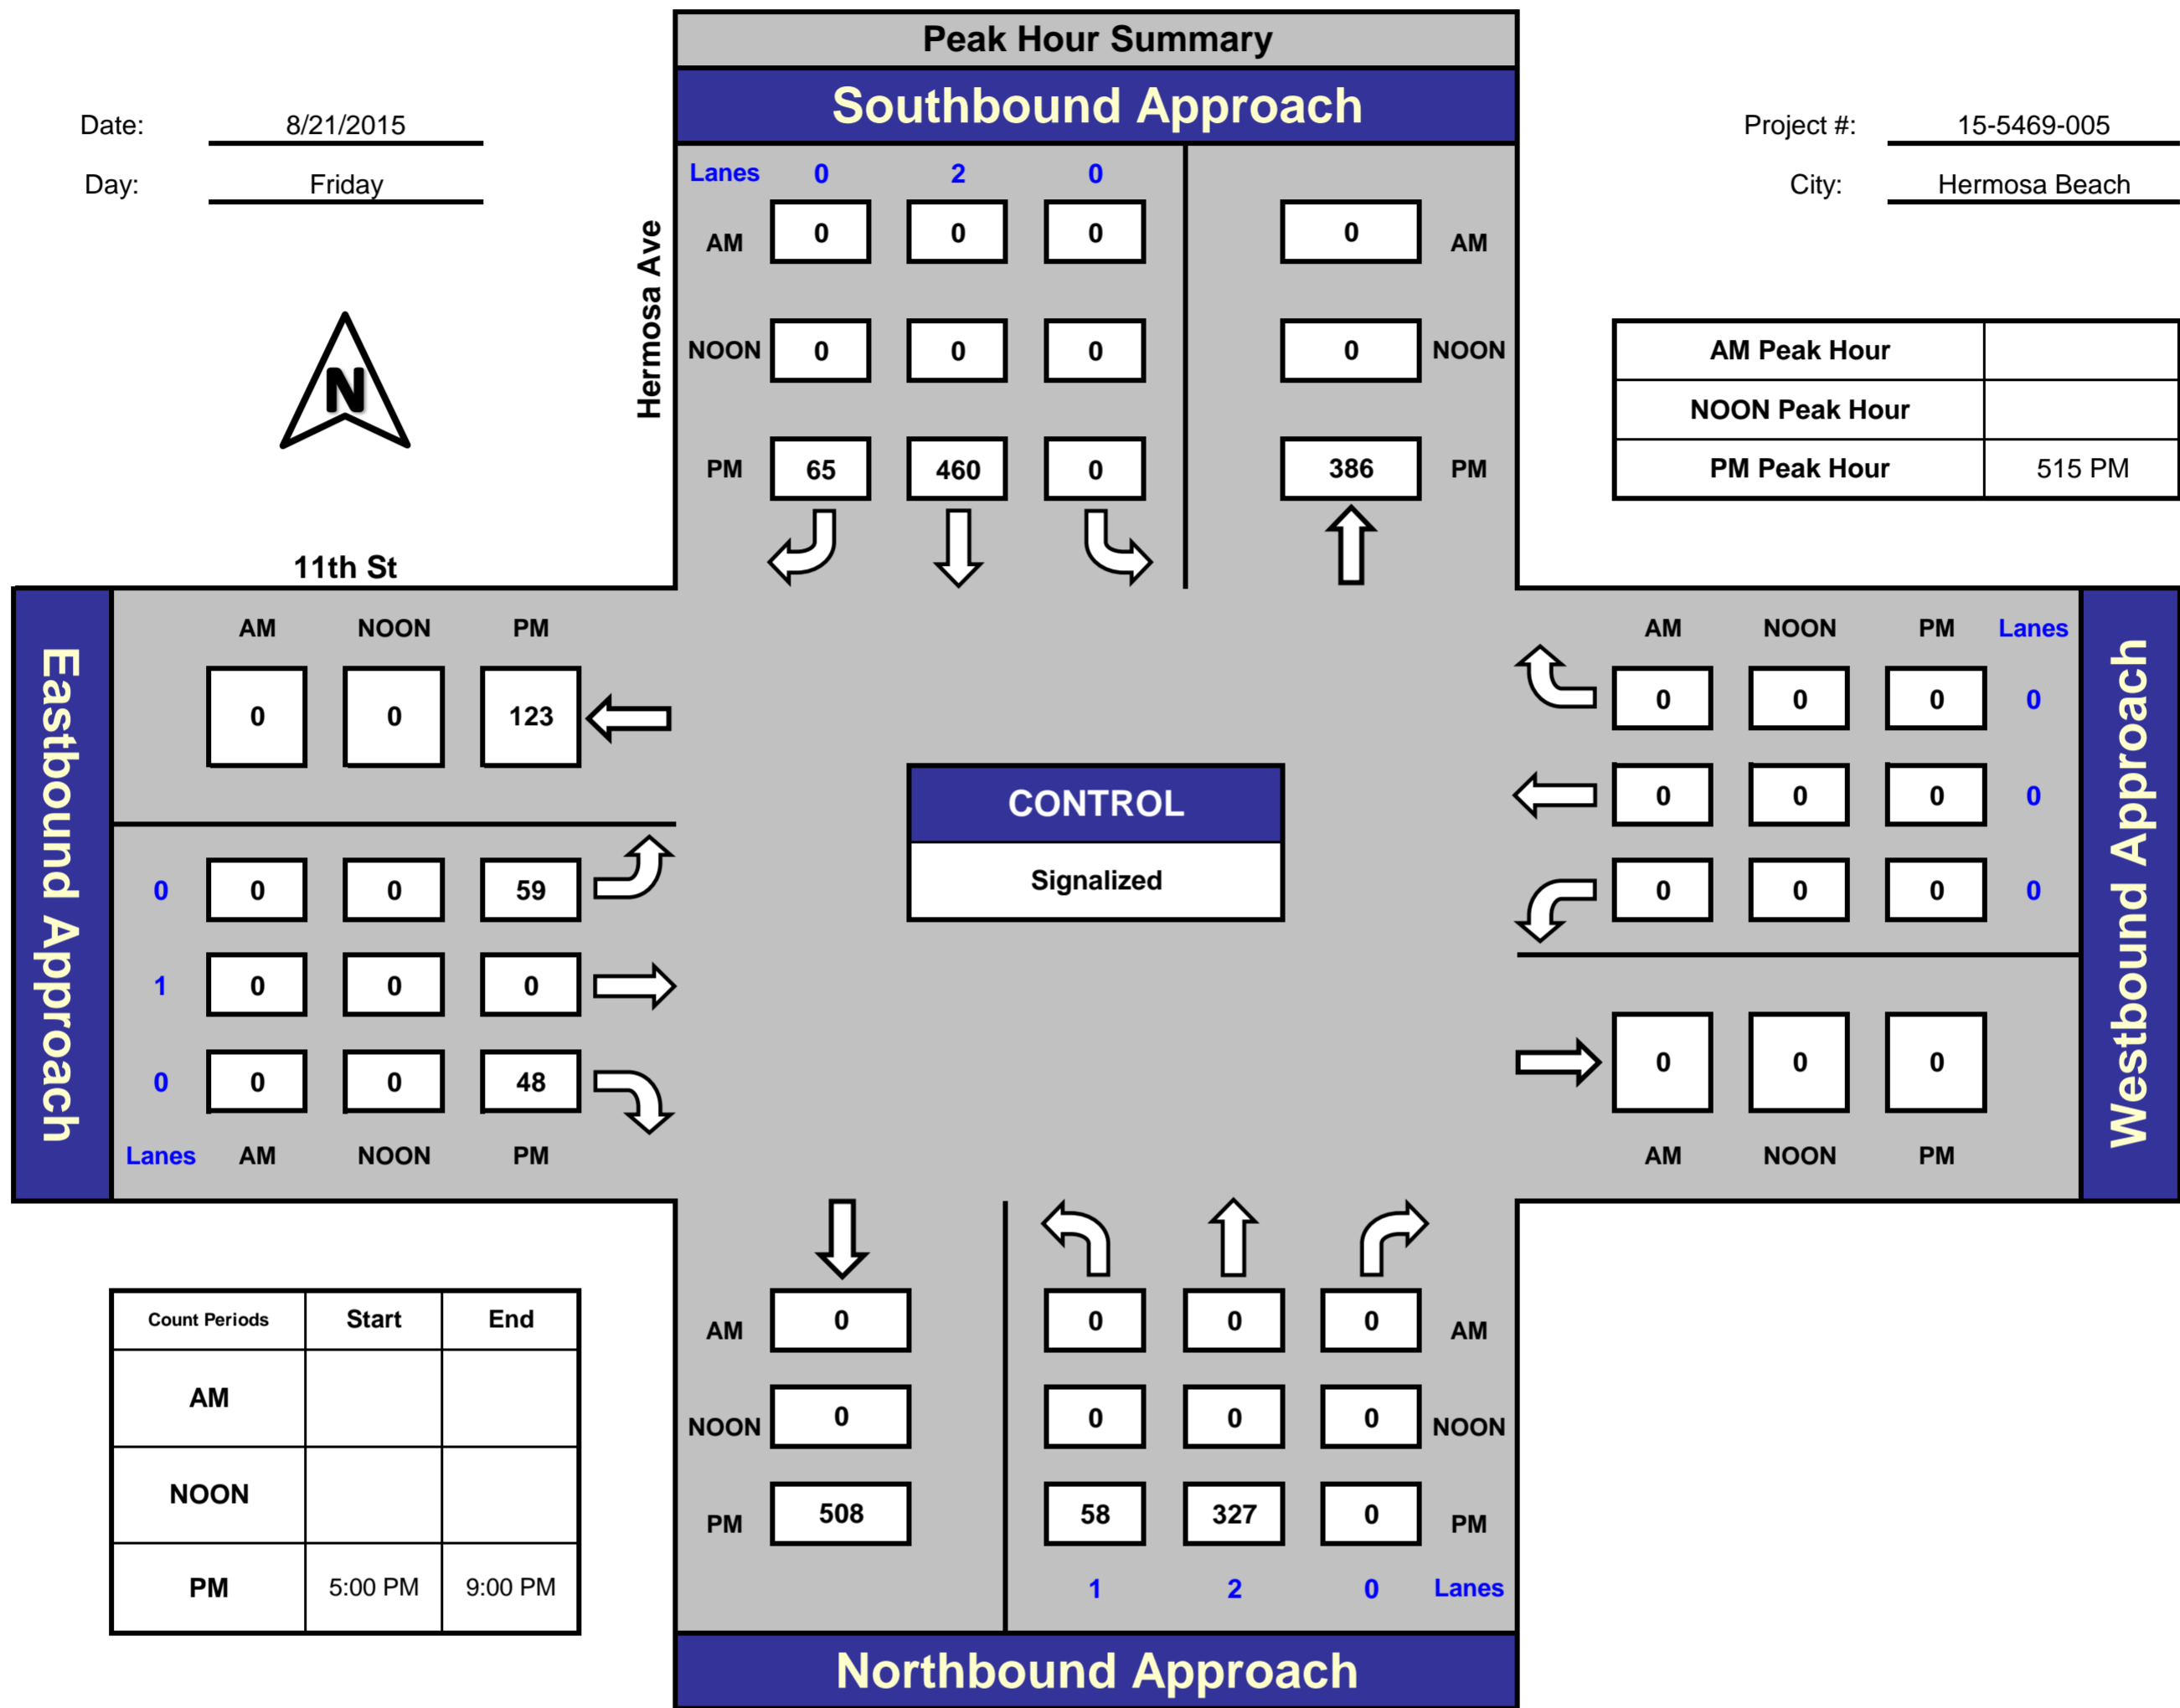 Peak Hour Summary
Southbound Approach
Date: 8/21/2015
Project #: 15-5469-005
Day: Friday
City: Hermosa Beach
Hermosa Ave
Lanes 0 2 0
AM 0 0 0 0 AM
NOON 0 0 0 0 NOON
PM 65 460 0 386 PM
N
AM Peak Hour
NOON Peak Hour
PM Peak Hour 515 PM
11th St
Eastbound Approach
AM NOON PM
0 0 123
0 0 0 59
1 0 0 0
0 0 0 48
Lanes AM NOON PM
CONTROL
Signalized
AM NOON PM Lanes
0 0 0 0
0 0 0 0
0 0 0 0
0 0 0
AM NOON PM
Westbound Approach
Count Periods Start End
AM
NOON
PM 5:00 PM 9:00 PM
AM 0 0 0 0 AM
NOON 0 0 0 0 NOON
PM 508 58 327 0 PM
1 2 0 Lanes
Northbound Approach